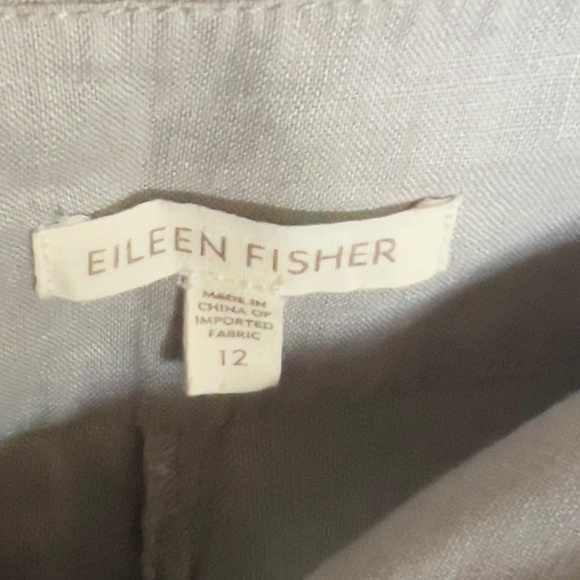 EILEEN FISHER
MADE IN
CHINA OF
IMPORTED
FABRIC
12